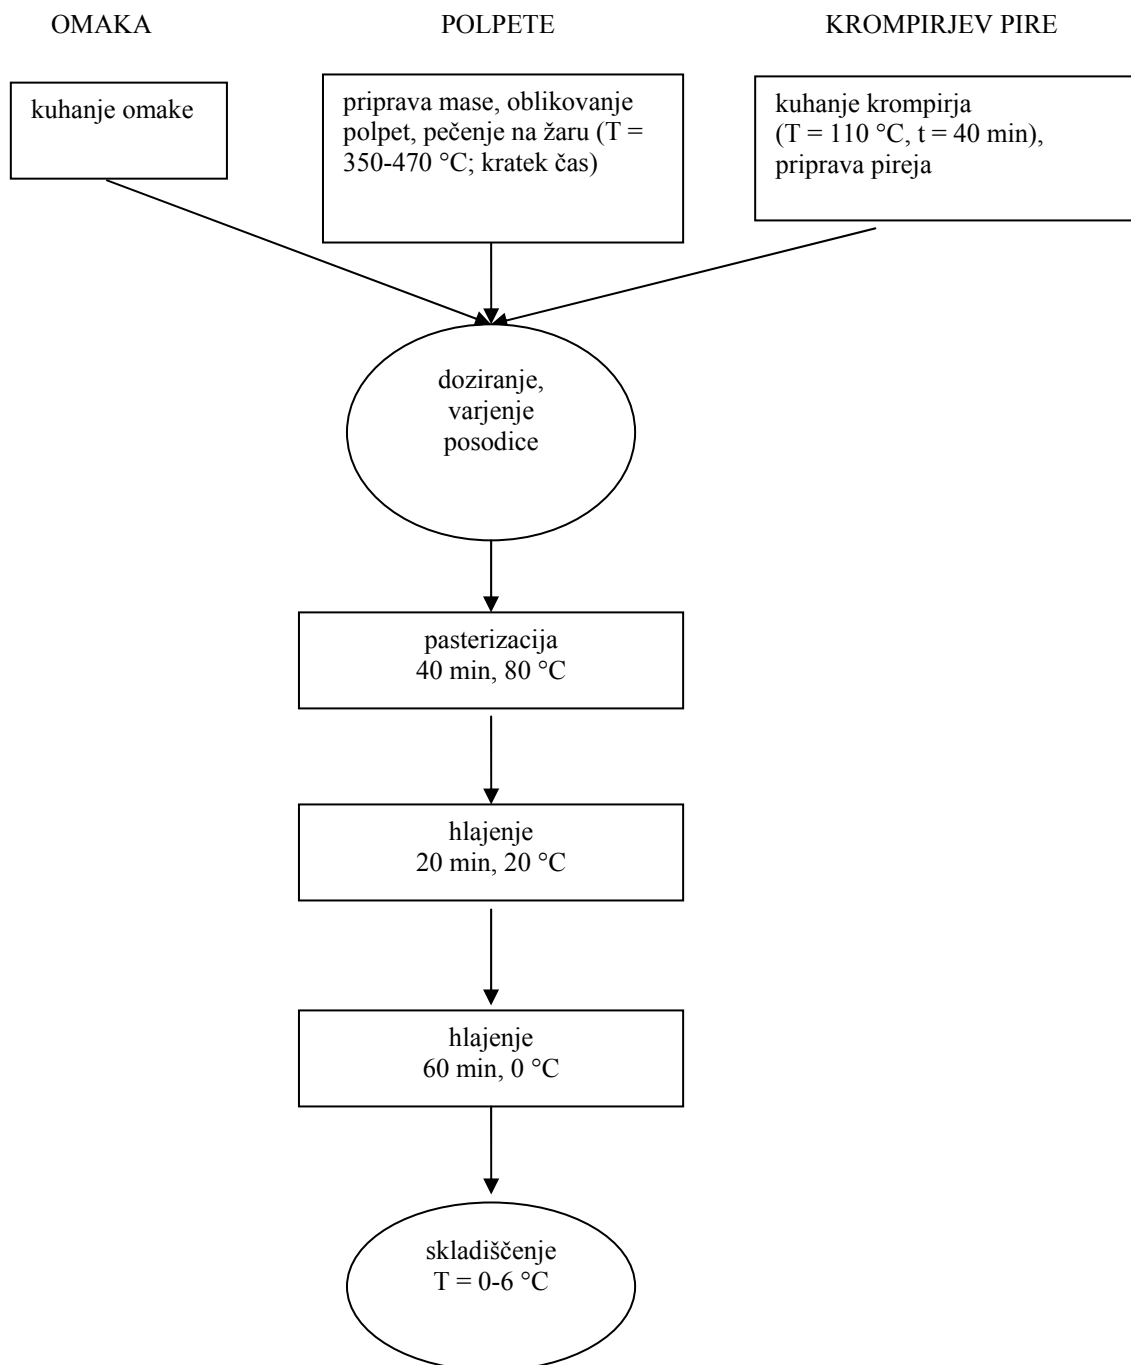 OMAKA
POLPETE
KROMPIRJEV PIRE
kuhanje omake
priprava mase, oblikovanje
polpet, pečenje na žaru (T =
350-470 °C; kratek čas)
kuhanje krompirja
(T = 110 °C, t = 40 min),
priprava pireja
doziranje,
varjenje
posodice
pasterizacija
40 min, 80 °C
hlajenje
20 min, 20 °C
hlajenje
60 min, 0 °C
skladiščenje
T = 0-6 °C